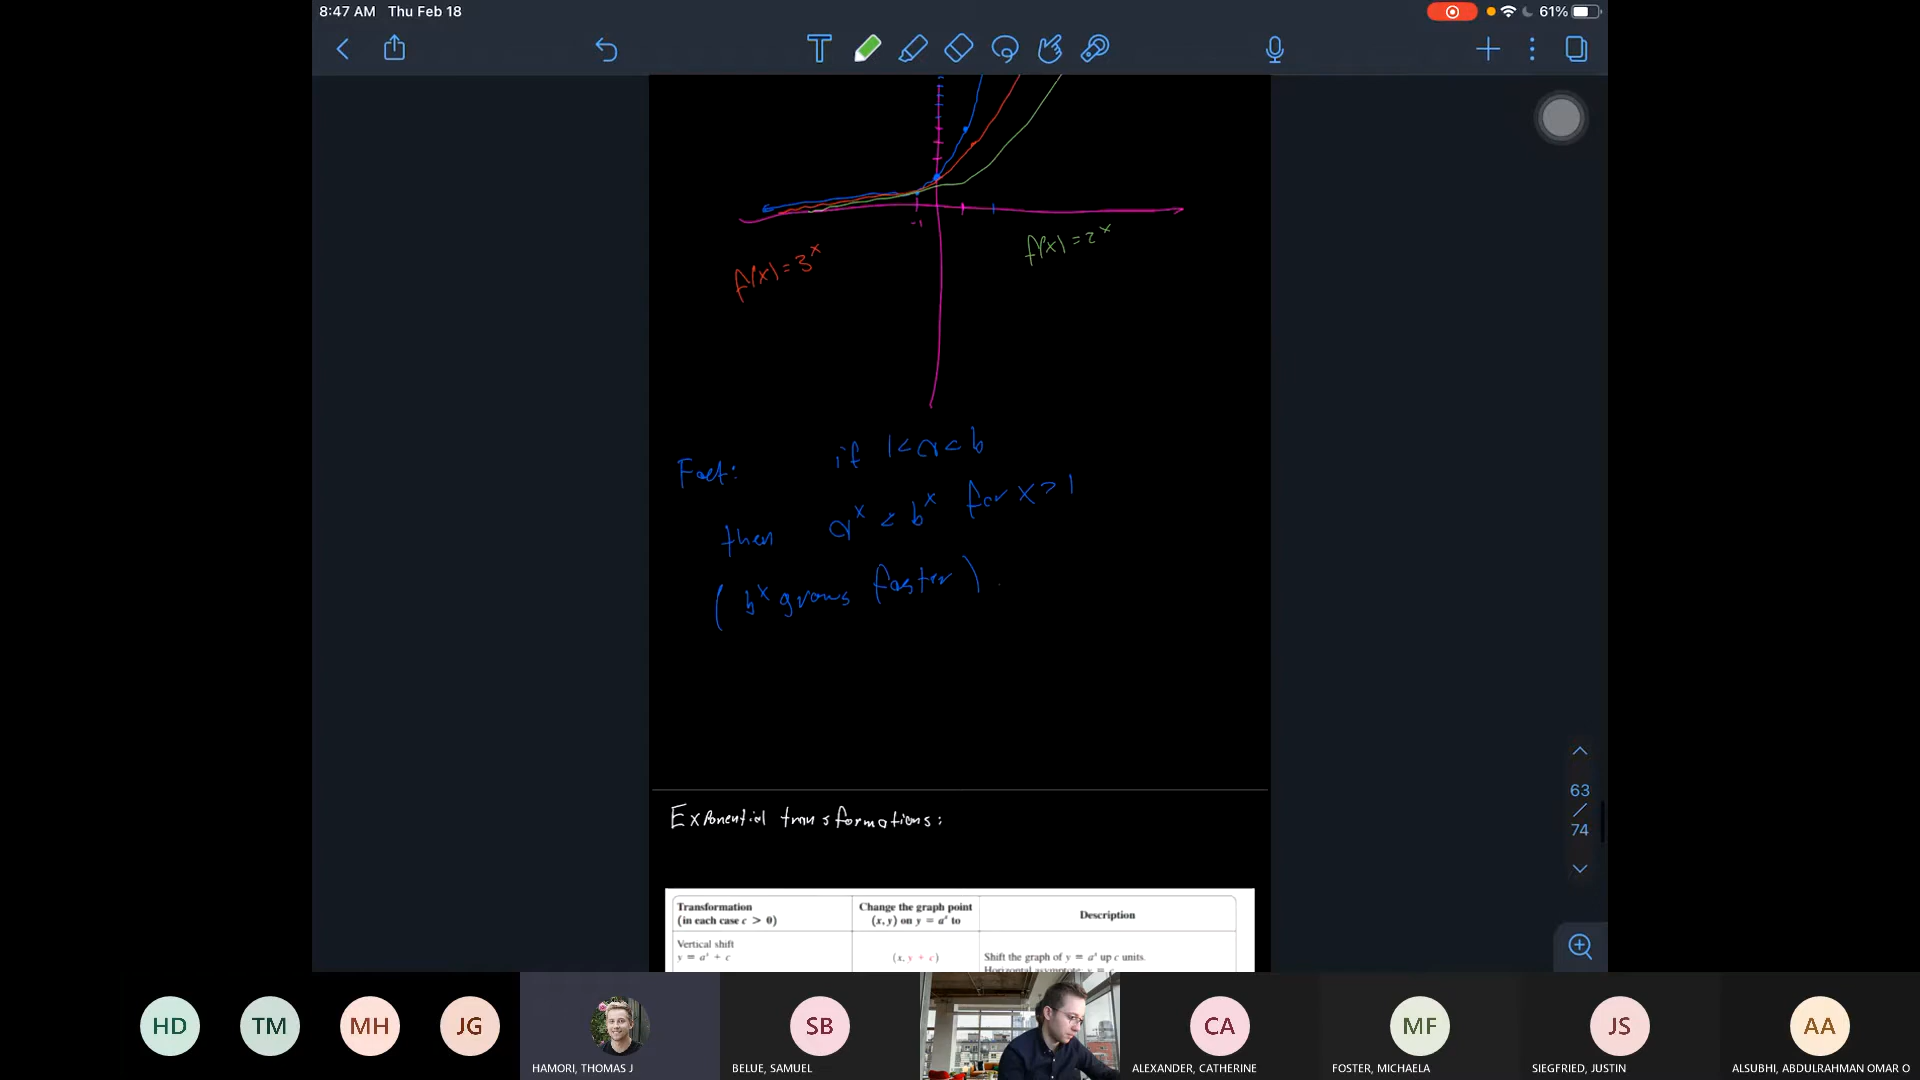 8:47 AM Thu Feb 18
61%
-1
f(x) = 2^x
f(x) = 3^x
Fact: if 1 < a < b
then a^x < b^x for x > 1
( b^x grows faster ).
63
/
74
Exponential transformations:
Transformation
(in each case c > 0)
Change the graph point
(x, y) on y = a^x to
Description
Vertical shift
y = a^x + c
(x, y + c)
Shift the graph of y = a^x up c units.
Horizontal asymptote: y = c
HD
TM
MH
JG
SB
CA
MF
JS
AA
HAMORI, THOMAS J
BELUE, SAMUEL
ALEXANDER, CATHERINE
FOSTER, MICHAELA
SIEGFRIED, JUSTIN
ALSUBHI, ABDULRAHMAN OMAR O